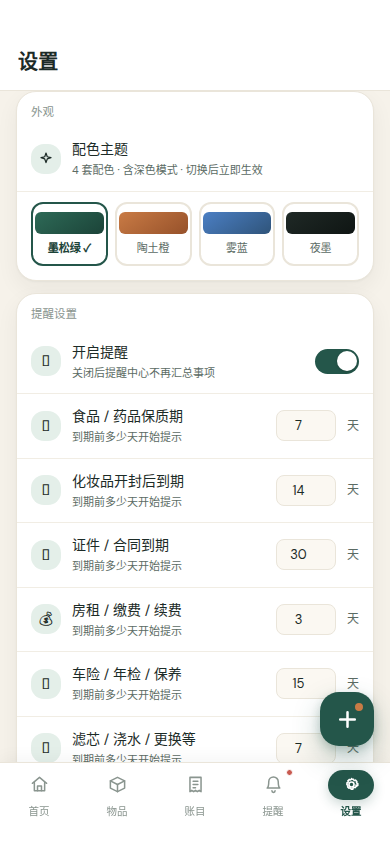 设置
外观
配色主题
4 套配色 · 含深色模式 · 切换后立即生效
墨松绿 ✓
陶土橙
雾蓝
夜墨
提醒设置
开启提醒
关闭后提醒中心不再汇总事项
食品 / 药品保质期
到期前多少天开始提示
7
天
化妆品开封后到期
到期前多少天开始提示
14
天
证件 / 合同到期
到期前多少天开始提示
30
天
房租 / 缴费 / 续费
到期前多少天开始提示
3
天
车险 / 年检 / 保养
到期前多少天开始提示
15
天
滤芯 / 浇水 / 更换等
到期前多少天开始提示
7
天
首页
物品
账目
提醒
设置